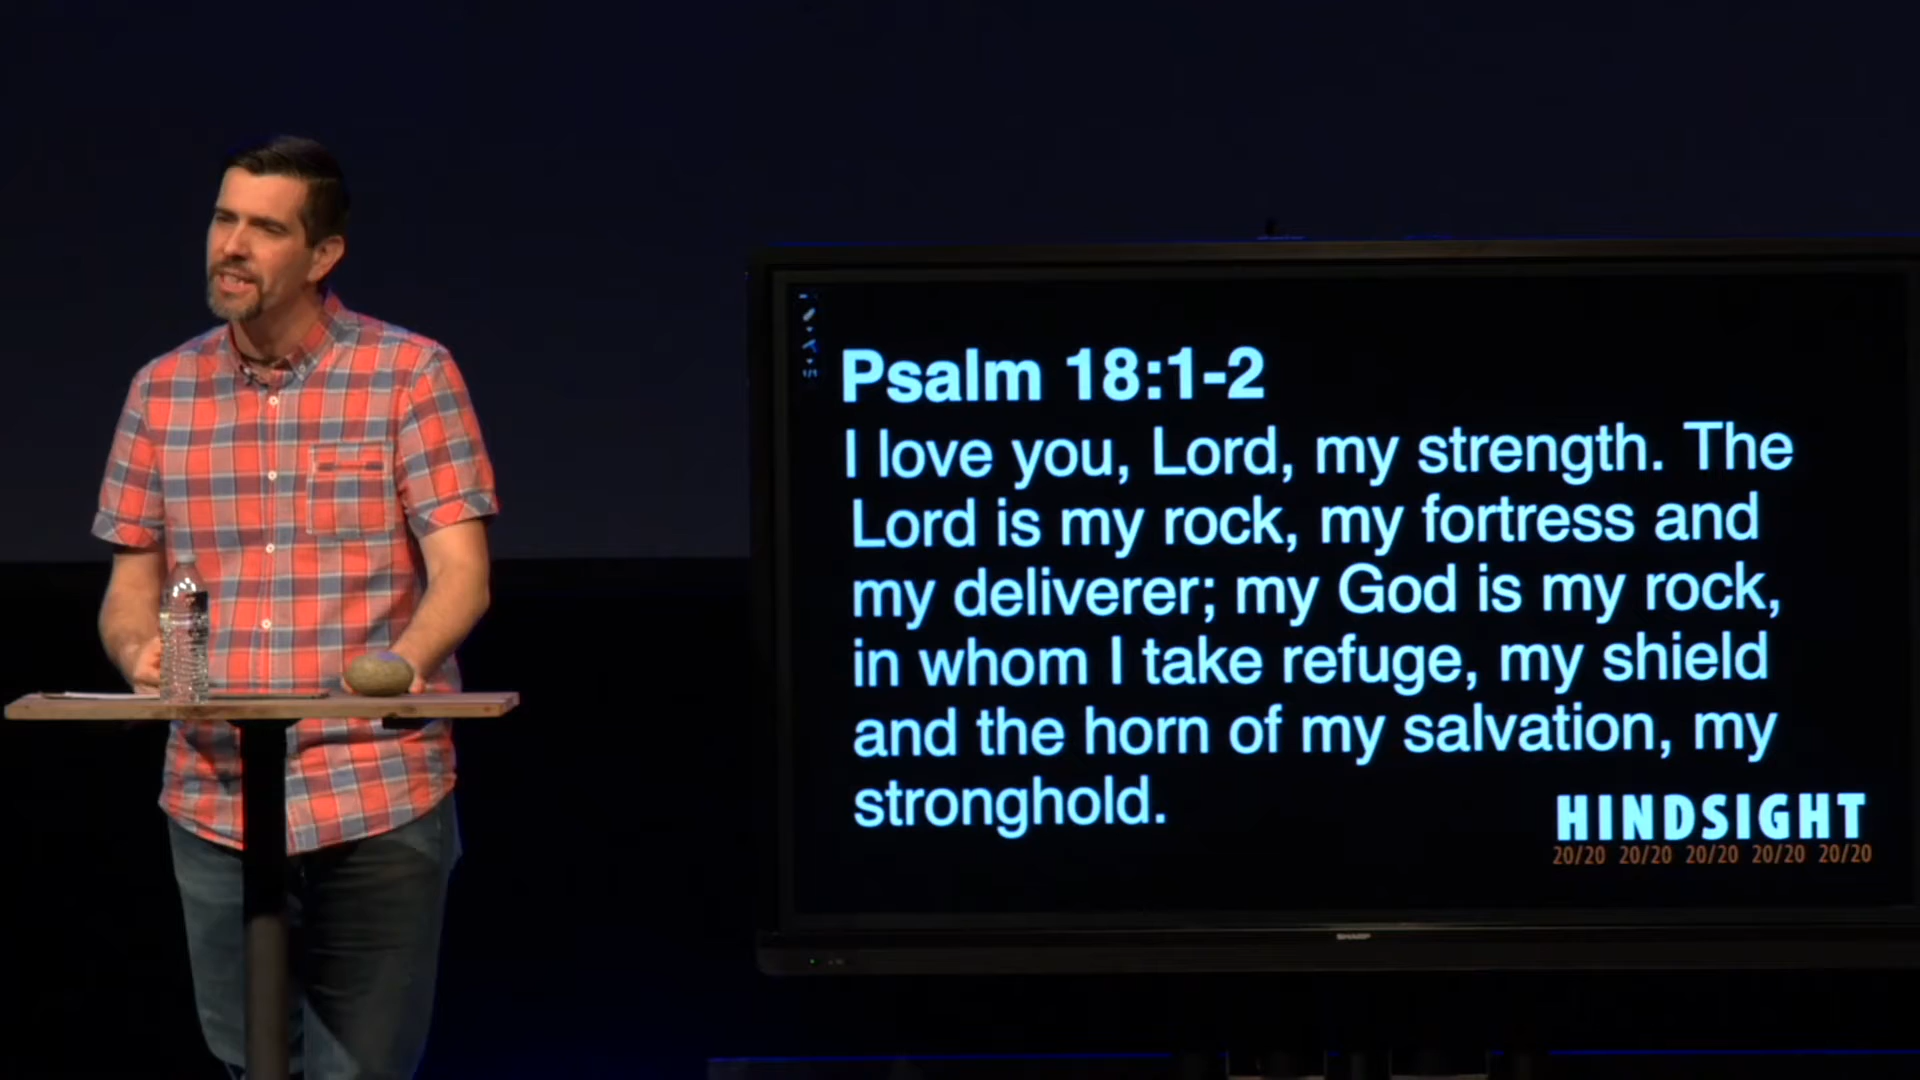 Psalm 18:1-2
I love you, Lord, my strength. The
Lord is my rock, my fortress and
my deliverer; my God is my rock,
in whom I take refuge, my shield
and the horn of my salvation, my
stronghold.
HINDSIGHT
20/20 20/20 20/20 20/20 20/20
SHARP